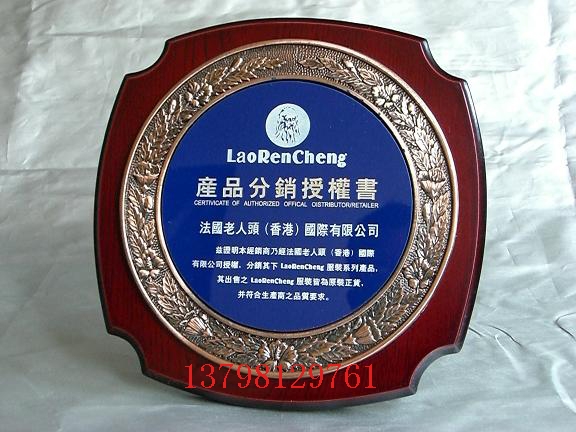 LaoRenCheng
產品分銷授權書
CERTIVICATE OF AUTHORIZED OFFICAL DISTRIBUTOR/RETAILER
法國老人頭（香港）國際有限公司
玆證明本經銷商乃經法國老人頭（香港）國際
有限公司授權，分銷其下 LaoRenCheng 服裝系列產品，
其出售之 LaoRenCheng 服裝皆為原裝正貨，
并符合生產商之品質要求。
13798129761